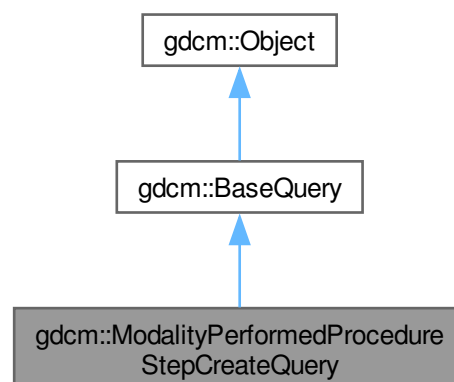 gdcm::Object
gdcm::BaseQuery
gdcm::ModalityPerformedProcedure
StepCreateQuery